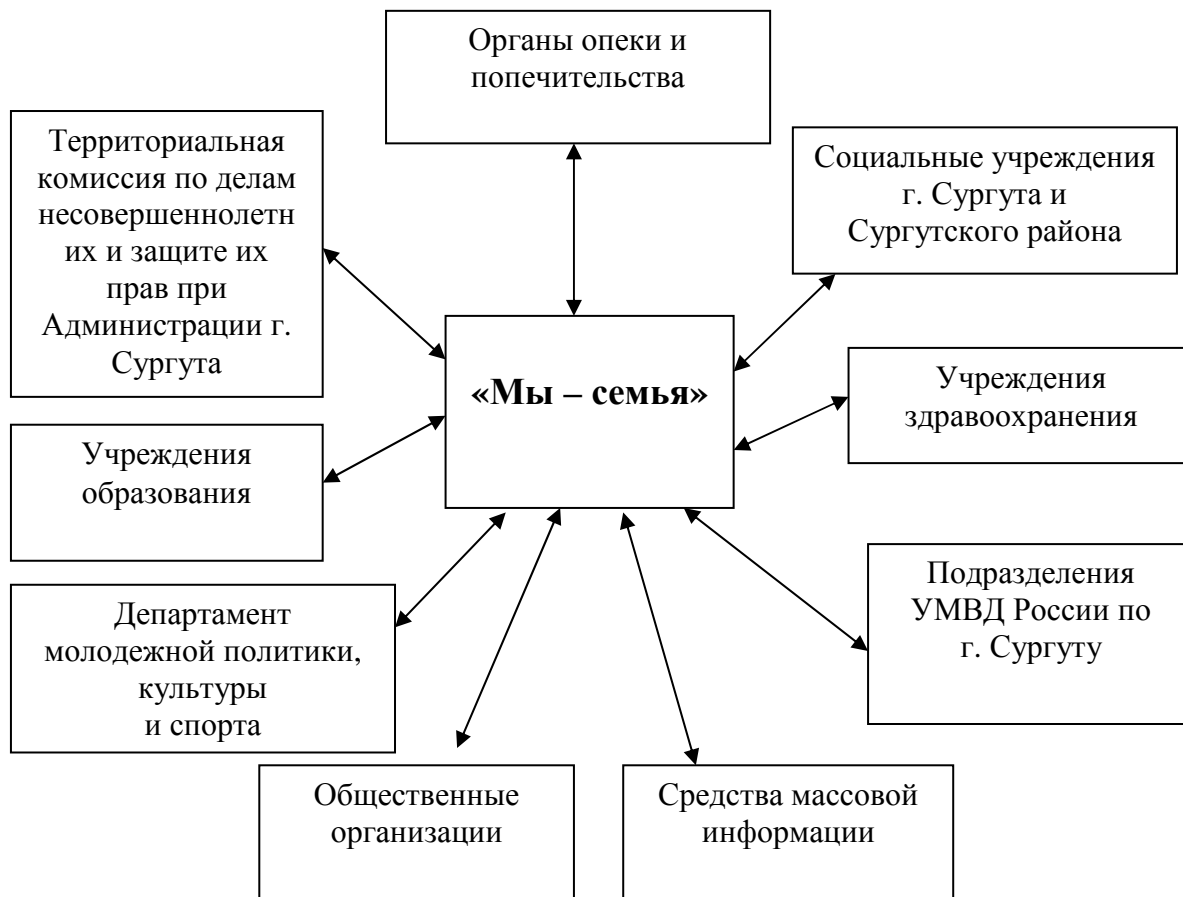 Органы опеки и
попечительства
Территориальная
комиссия по делам
несовершеннолетн
их и защите их
прав при
Администрации г.
Сургута
Социальные учреждения
г. Сургута и
Сургутского района
«Мы – семья»
Учреждения
здравоохранения
Учреждения
образования
Подразделения
УМВД России по
г. Сургуту
Департамент
молодежной политики,
культуры
и спорта
Общественные
организации
Средства массовой
информации